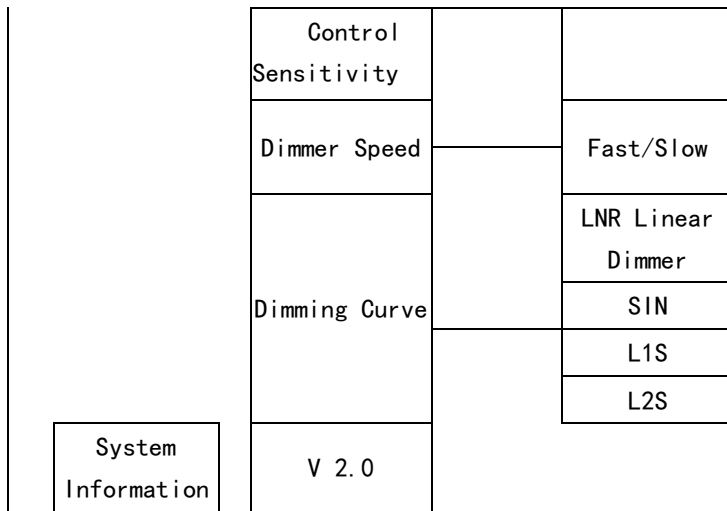 Control
Sensitivity
Dimmer Speed
Fast/Slow
Dimming Curve
LNR Linear
Dimmer
SIN
L1S
L2S
System
Information
V 2.0